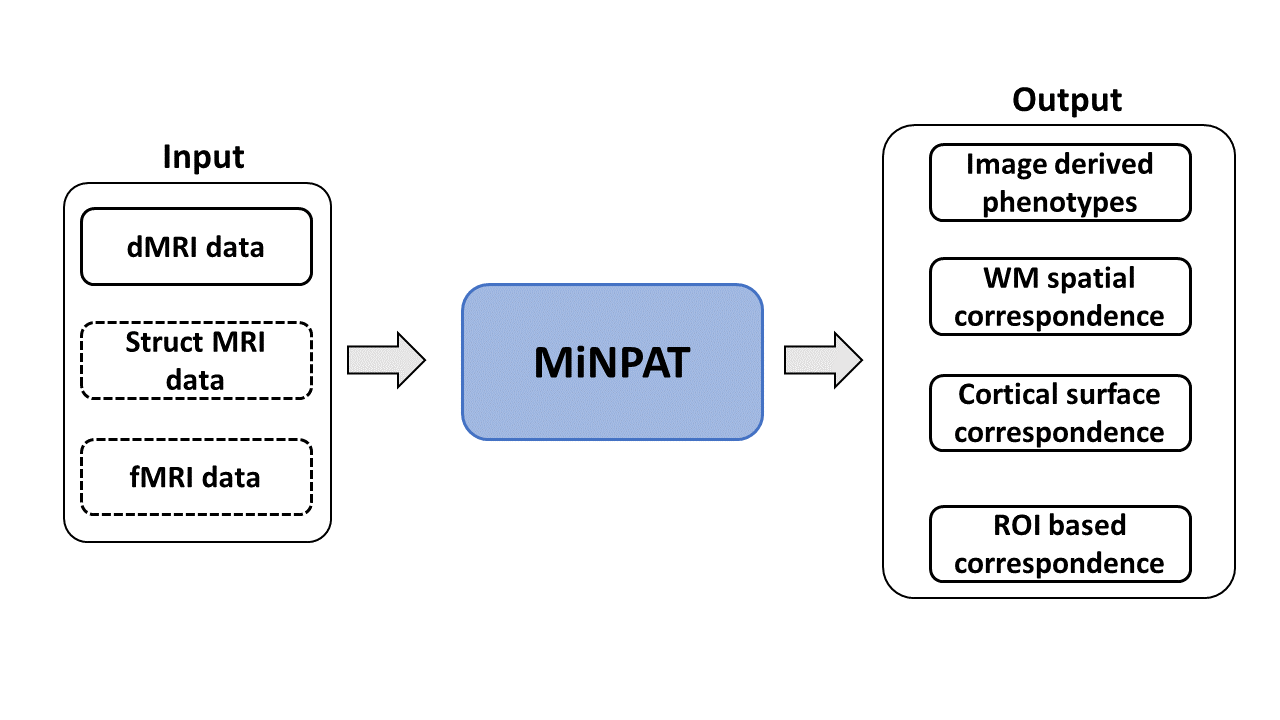 Input
dMRI data
Struct MRI
data
fMRI data
MiNPAT
Output
Image derived
phenotypes
WM spatial
correspondence
Cortical surface
correspondence
ROI based
correspondence